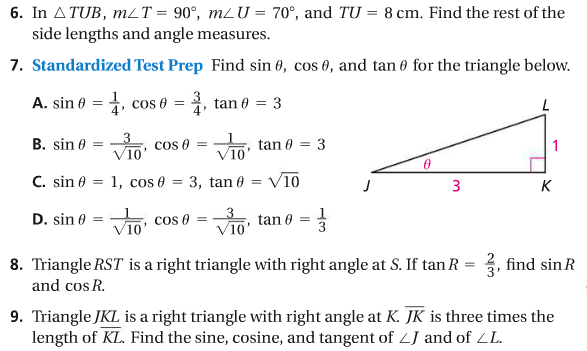 6. In △TUB, m∠T = 90°, m∠U = 70°, and TU = 8 cm. Find the rest of the
side lengths and angle measures.
7. Standardized Test Prep Find sin θ, cos θ, and tan θ for the triangle below.
A. sin θ = 1/4, cos θ = 3/4, tan θ = 3
B. sin θ = 3/√10, cos θ = 1/√10, tan θ = 3
C. sin θ = 1, cos θ = 3, tan θ = √10
D. sin θ = 1/√10, cos θ = 3/√10, tan θ = 1/3
L
1
θ
J
3
K
8. Triangle RST is a right triangle with right angle at S. If tan R = 2/3, find sin R
and cos R.
9. Triangle JKL is a right triangle with right angle at K. J̅K̅ is three times the
length of K̅L̅. Find the sine, cosine, and tangent of ∠J and of ∠L.